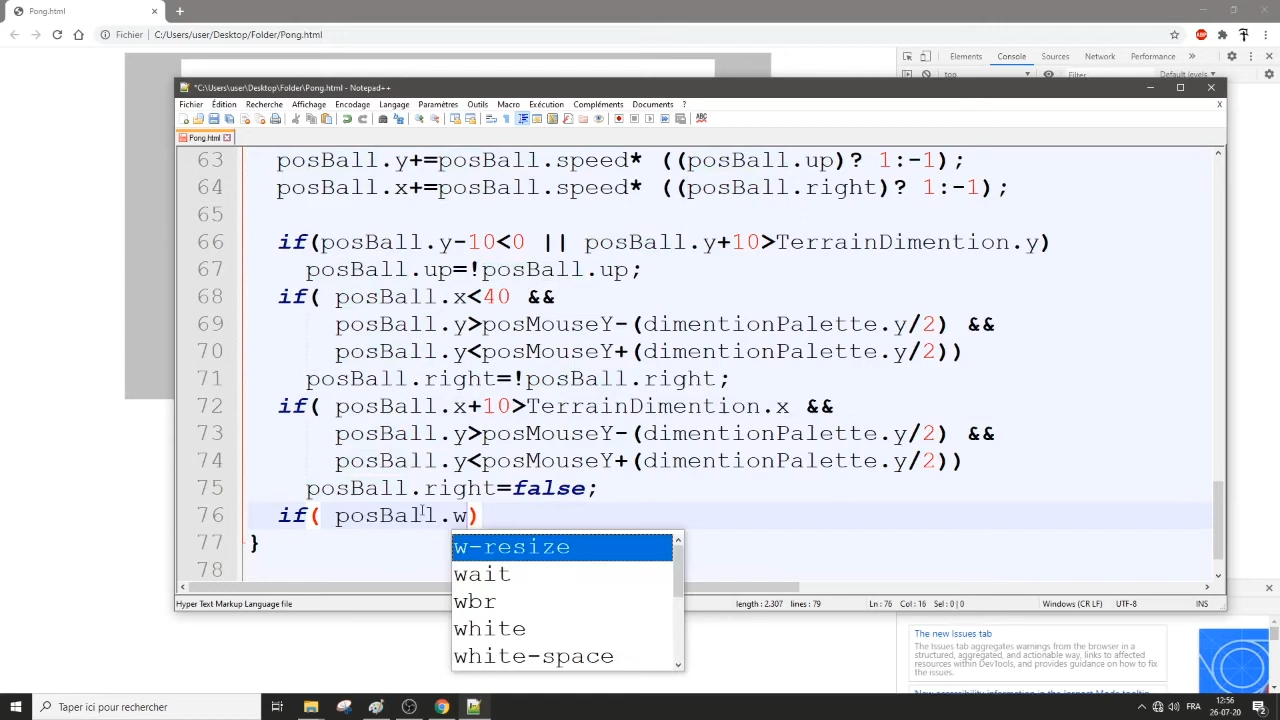 Pong.html
Fichier C:/Users/user/Desktop/Folder/Pong.html
Elements Console Sources Network Performance
top Filter Default levels
*C:\Users\user\Desktop\Folder\Pong.html - Notepad++
Fichier Édition Recherche Affichage Encodage Langage Paramètres Outils Macro Exécution Compléments Documents ?
Pong.html
63 posBall.y+=posBall.speed* ((posBall.up)? 1:-1);
64 posBall.x+=posBall.speed* ((posBall.right)? 1:-1);
65
66 if(posBall.y-10<0 || posBall.y+10>TerrainDimention.y)
67 posBall.up=!posBall.up;
68 if( posBall.x<40 &&
69 posBall.y>posMouseY-(dimentionPalette.y/2) &&
70 posBall.y<posMouseY+(dimentionPalette.y/2))
71 posBall.right=!posBall.right;
72 if( posBall.x+10>TerrainDimention.x &&
73 posBall.y>posMouseY-(dimentionPalette.y/2) &&
74 posBall.y<posMouseY+(dimentionPalette.y/2))
75 posBall.right=false;
76 if( posBall.w)
77 }
78
w-resize
wait
wbr
white
white-space
Hyper Text Markup Language file length : 2.307 lines : 79 Ln : 76 Col : 16 Sel : 0 | 0 Windows (CR LF) UTF-8 INS
The new Issues tab
The Issues tab aggregates warnings from the browser in a
structured, aggregated, and actionable way, links to affected
resources within DevTools, and provides guidance on how to fix
the issues.
Taper ici pour rechercher
FRA
12:56
26-07-20
2